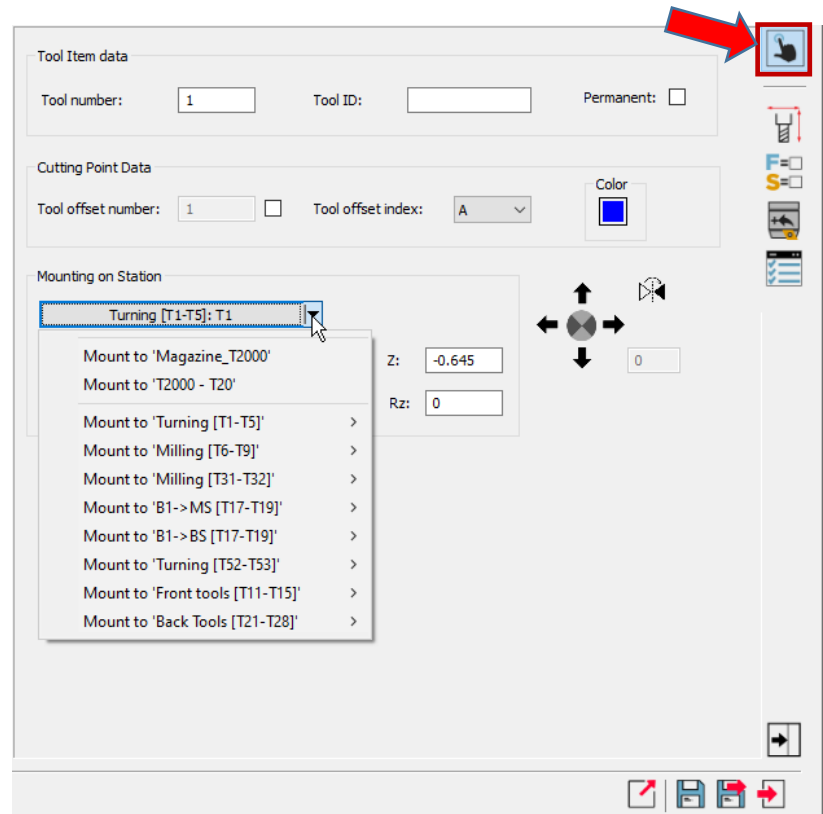 Tool Item data
Tool number: 1 Tool ID: Permanent:
Cutting Point Data
Tool offset number: 1 Tool offset index: A Color
F=
S=
Mounting on Station
Turning [T1-T5]: T1
Mount to 'Magazine_T2000'
Z: -0.645 0
Mount to 'T2000 - T20'
Rz: 0
Mount to 'Turning [T1-T5]'
Mount to 'Milling [T6-T9]'
Mount to 'Milling [T31-T32]'
Mount to 'B1->MS [T17-T19]'
Mount to 'B1->BS [T17-T19]'
Mount to 'Turning [T52-T53]'
Mount to 'Front tools [T11-T15]'
Mount to 'Back Tools [T21-T28]'